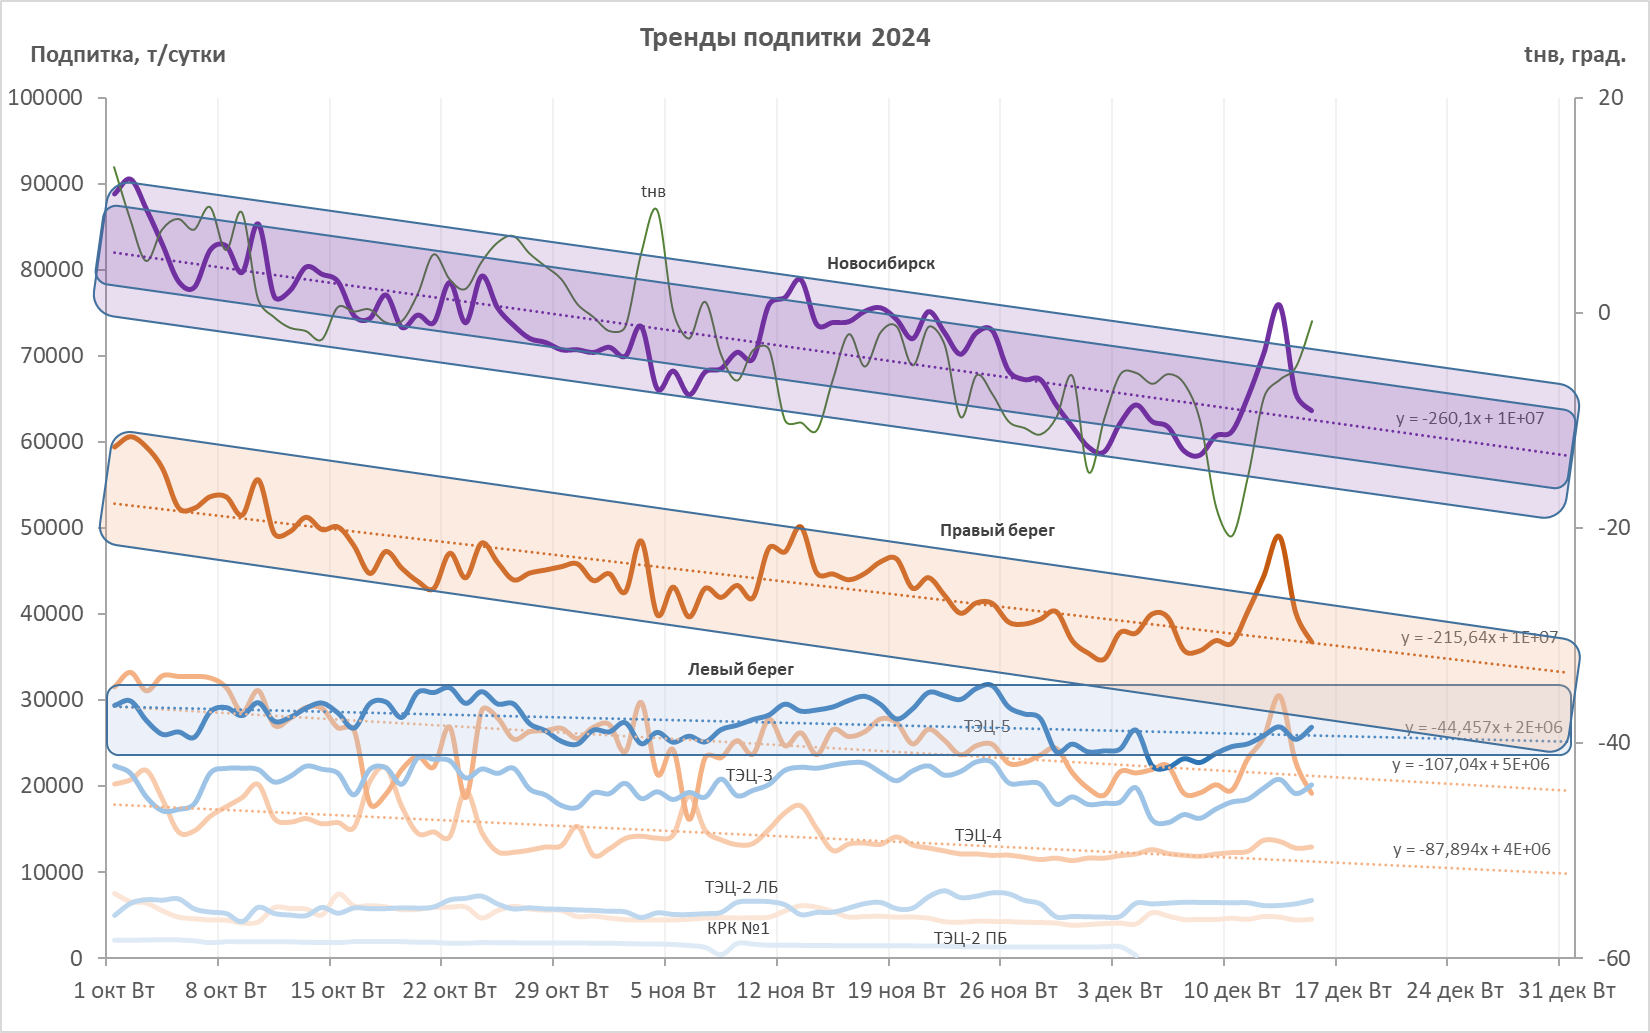 Тренды подпитки 2024
Подпитка, т/сутки
tнв, град.
100000
90000
80000
70000
60000
50000
40000
30000
20000
10000
0
20
0
-20
-40
-60
tнв
Новосибирск
y = -260,1x + 1E+07
Правый берег
y = -215,64x + 1E+07
Левый берег
ТЭЦ-5
y = -44,457x + 2E+06
ТЭЦ-3
y = -107,04x + 5E+06
ТЭЦ-4
y = -87,894x + 4E+06
ТЭЦ-2 ЛБ
КРК №1
ТЭЦ-2 ПБ
1 окт Вт
8 окт Вт
15 окт Вт
22 окт Вт
29 окт Вт
5 ноя Вт
12 ноя Вт
19 ноя Вт
26 ноя Вт
3 дек Вт
10 дек Вт
17 дек Вт
24 дек Вт
31 дек Вт